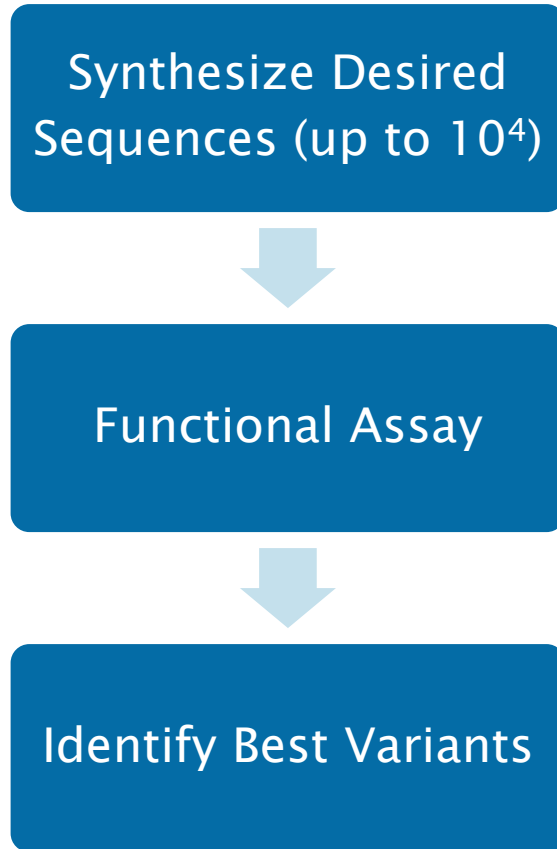 Synthesize Desired
Sequences (up to 10⁴)
Functional Assay
Identify Best Variants